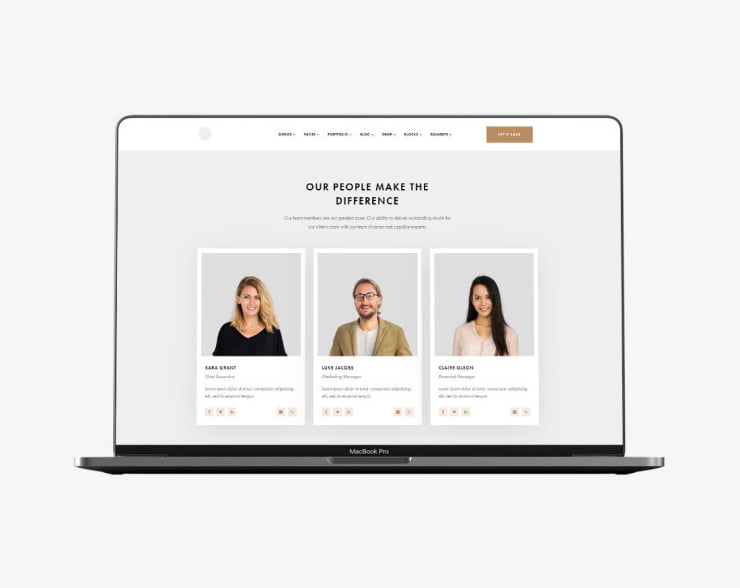 DEMOS PAGES PORTFOLIO BLOG SHOP BLOCKS ELEMENTS LET'S TALK
OUR PEOPLE MAKE THE
DIFFERENCE
Our team members are our greatest asset. Our ability to deliver outstanding results for
our clients starts with our team of smart and capable experts.
SARA GRANT
Chief Executive
Lorem ipsum dolor sit amet, consectetur adipiscing
elit, sed do eiusmod tempor.
LUKE JACOBS
Marketing Manager
Lorem ipsum dolor sit amet, consectetur adipiscing
elit, sed do eiusmod tempor.
CLAIRE OLSON
Financial Manager
Lorem ipsum dolor sit amet, consectetur adipiscing
elit, sed do eiusmod tempor.
MacBook Pro